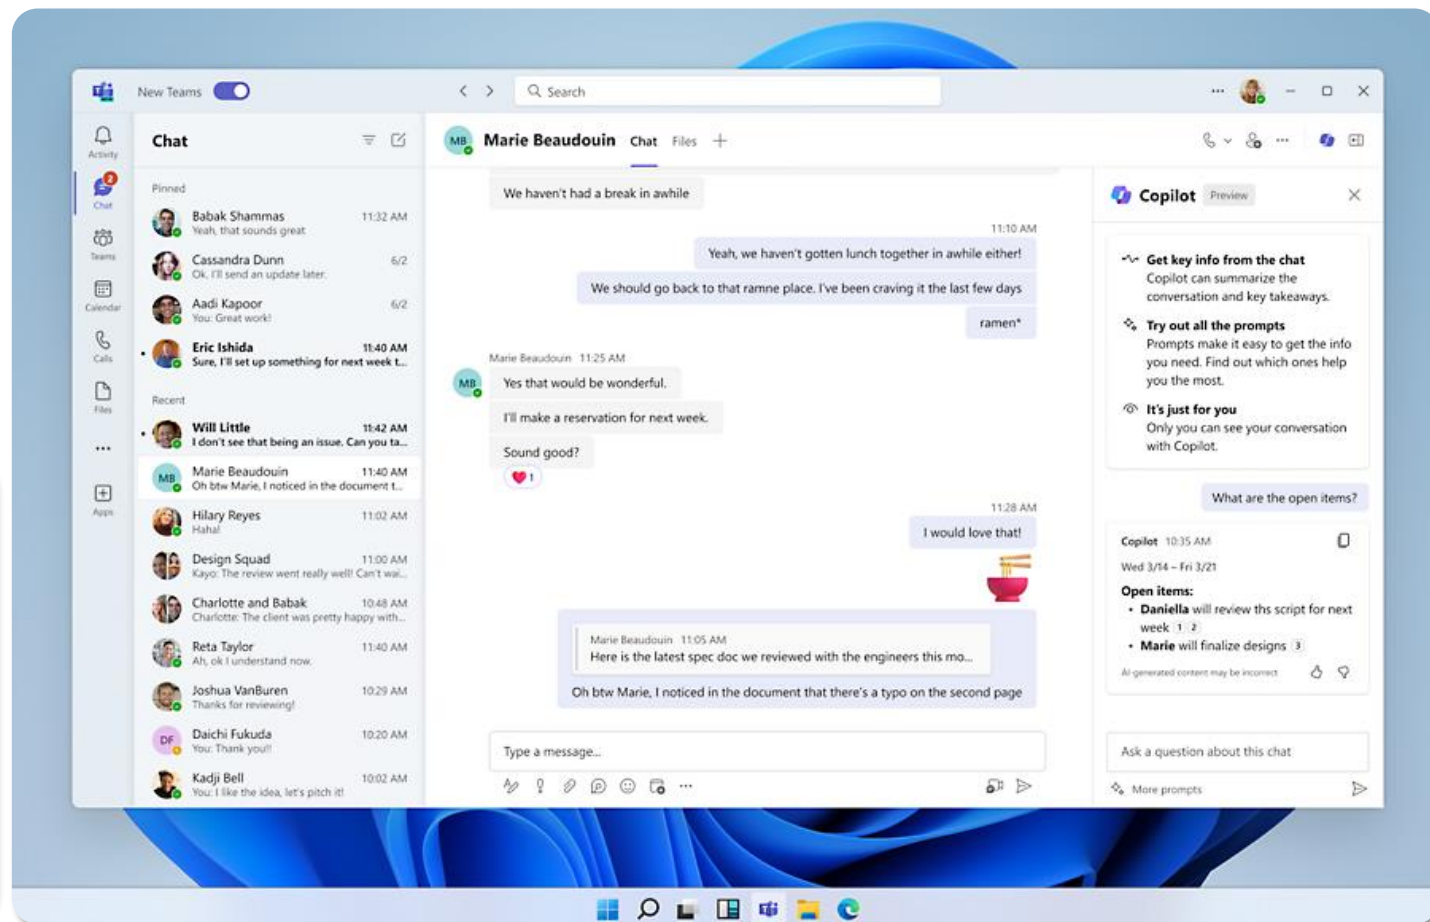 New Teams
Search
Activity
2
Chat
Teams
Calendar
Calls
Files
Apps
Chat
Pinned
Babak Shammas 11:32 AM
Yeah, that sounds great
Cassandra Dunn 6/2
Ok, I'll send an update later.
Aadi Kapoor 6/2
You: Great work!
Eric Ishida 11:40 AM
Sure, I'll set up something for next week t...
Recent
Will Little 11:42 AM
I don't see that being an issue. Can you ta...
MB
Marie Beaudouin 11:40 AM
Oh btw Marie, I noticed in the document t...
Hilary Reyes 11:02 AM
Haha!
Design Squad 11:00 AM
Kayo: The review went really well! Can't wai...
Charlotte and Babak 10:48 AM
Charlotte: The client was pretty happy with...
Reta Taylor 11:40 AM
Ah, ok I understand now.
Joshua VanBuren 10:29 AM
Thanks for reviewing!
DF
Daichi Fukuda 10:20 AM
You: Thank you!!
Kadji Bell 10:02 AM
You: I like the idea, let's pitch it!
MB Marie Beaudouin Chat Files
We haven't had a break in awhile
11:10 AM
Yeah, we haven't gotten lunch together in awhile either!
We should go back to that ramne place. I've been craving it the last few days
ramen*
Marie Beaudouin 11:25 AM
MB
Yes that would be wonderful.
I'll make a reservation for next week.
Sound good?
1
11:28 AM
I would love that!
Marie Beaudouin 11:05 AM
Here is the latest spec doc we reviewed with the engineers this mo...
Oh btw Marie, I noticed in the document that there's a typo on the second page
Type a message...
Copilot Preview
Get key info from the chat
Copilot can summarize the
conversation and key takeaways.
Try out all the prompts
Prompts make it easy to get the info
you need. Find out which ones help
you the most.
It's just for you
Only you can see your conversation
with Copilot.
What are the open items?
Copilot 10:35 AM
Wed 3/14 – Fri 3/21
Open items:
• Daniella will review ths script for next
week 1 2
• Marie will finalize designs 3
AI-generated content may be incorrect
Ask a question about this chat
More prompts